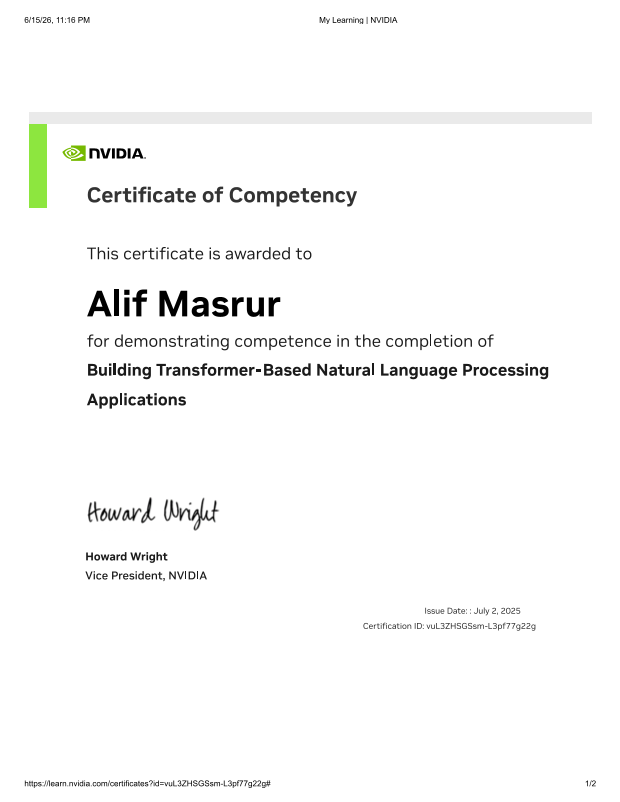 6/15/26, 11:16 PM My Learning | NVIDIA
NVIDIA.
Certificate of Competency
This certificate is awarded to
Alif Masrur
for demonstrating competence in the completion of
Building Transformer-Based Natural Language Processing
Applications
Howard Wright
Howard Wright
Vice President, NVIDIA
Issue Date: : July 2, 2025
Certification ID: vuL3ZHSGSsm-L3pf77g22g
https://learn.nvidia.com/certificates?id=vuL3ZHSGSsm-L3pf77g22g# 1/2